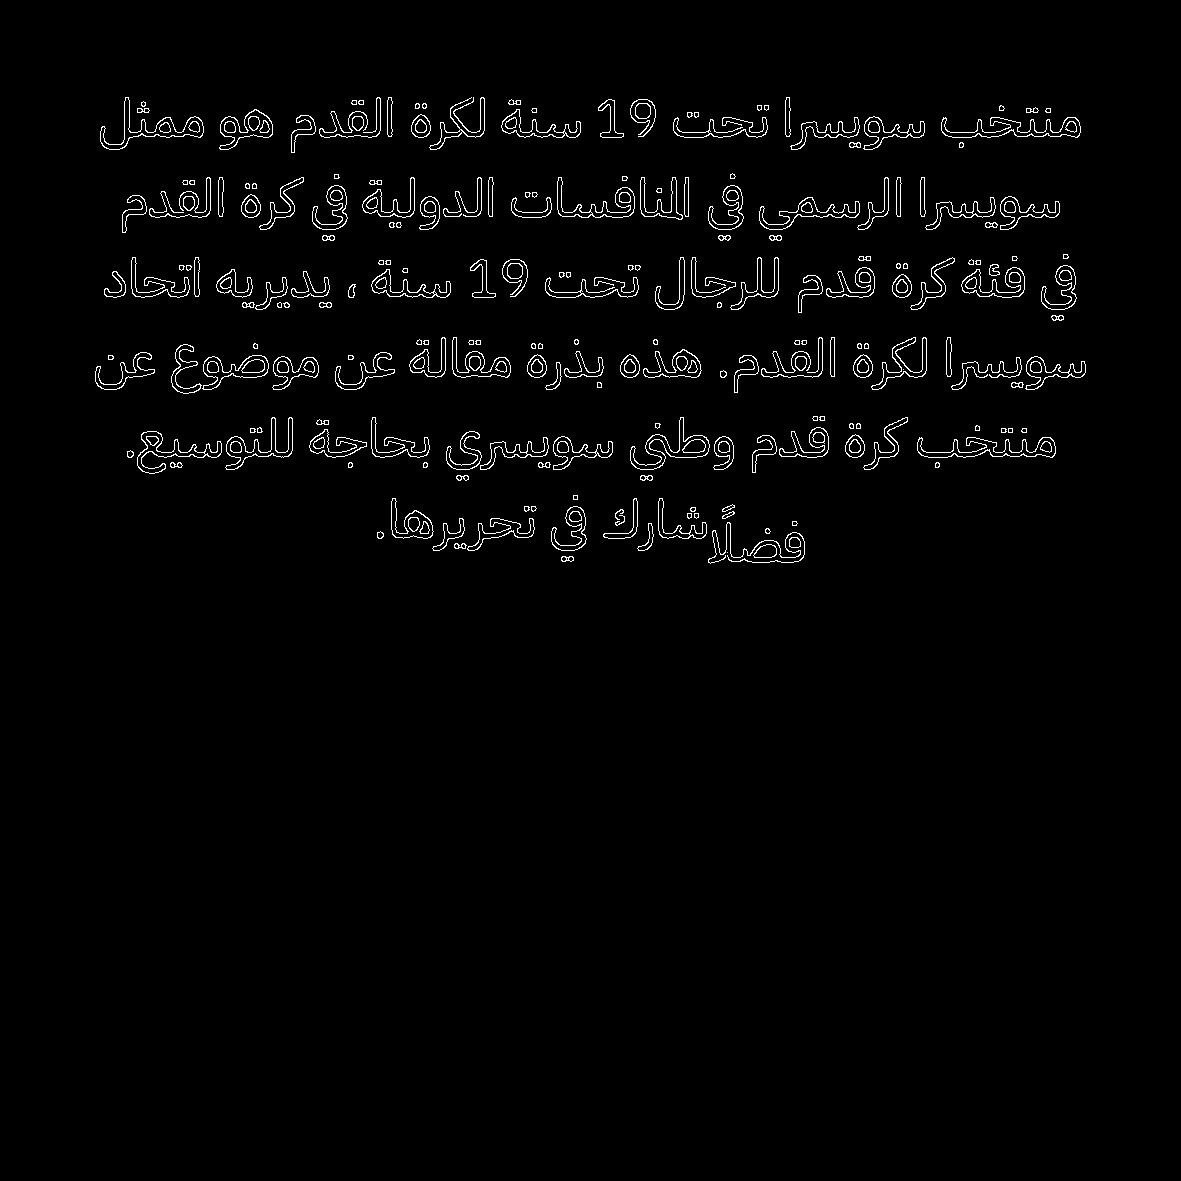 منتخب سويسرا تحت 19 سنة لكرة القدم هو ممثل
سويسرا الرسمي في المنافسات الدولية في كرة القدم
في فئة كرة قدم للرجال تحت 19 سنة ، يديريه اتحاد
سويسرا لكرة القدم. هذه بذرة مقالة عن موضوع عن
منتخب كرة قدم وطني سويسري بحاجة للتوسيع.
فضلًا شارك في تحريرها.